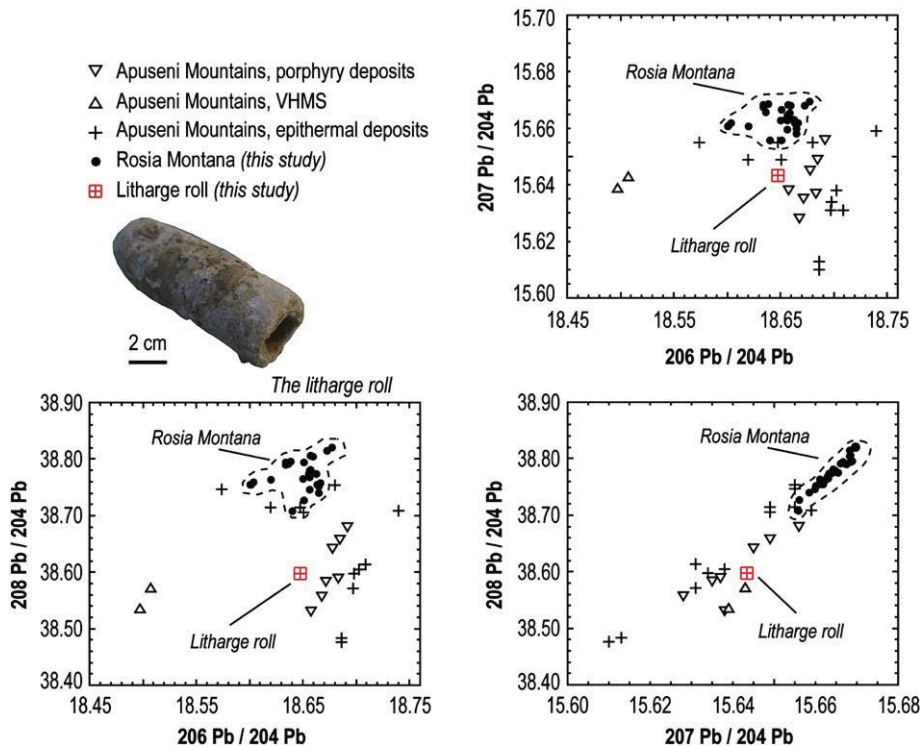 ▽ Apuseni Mountains, porphyry deposits
△ Apuseni Mountains, VHMS
+ Apuseni Mountains, epithermal deposits
● Rosia Montana (this study)
⊞ Litharge roll (this study)
2 cm
The litharge roll
15.70
15.68
15.66
15.64
15.62
15.60
207 Pb / 204 Pb
Rosia Montana
Litharge roll
18.45
18.55
18.65
18.75
206 Pb / 204 Pb
38.90
38.80
38.70
38.60
38.50
38.40
208 Pb / 204 Pb
Rosia Montana
Litharge roll
18.45
18.55
18.65
18.75
206 Pb / 204 Pb
38.90
38.80
38.70
38.60
38.50
38.40
208 Pb / 204 Pb
Rosia Montana
Litharge roll
15.60
15.62
15.64
15.66
15.68
207 Pb / 204 Pb